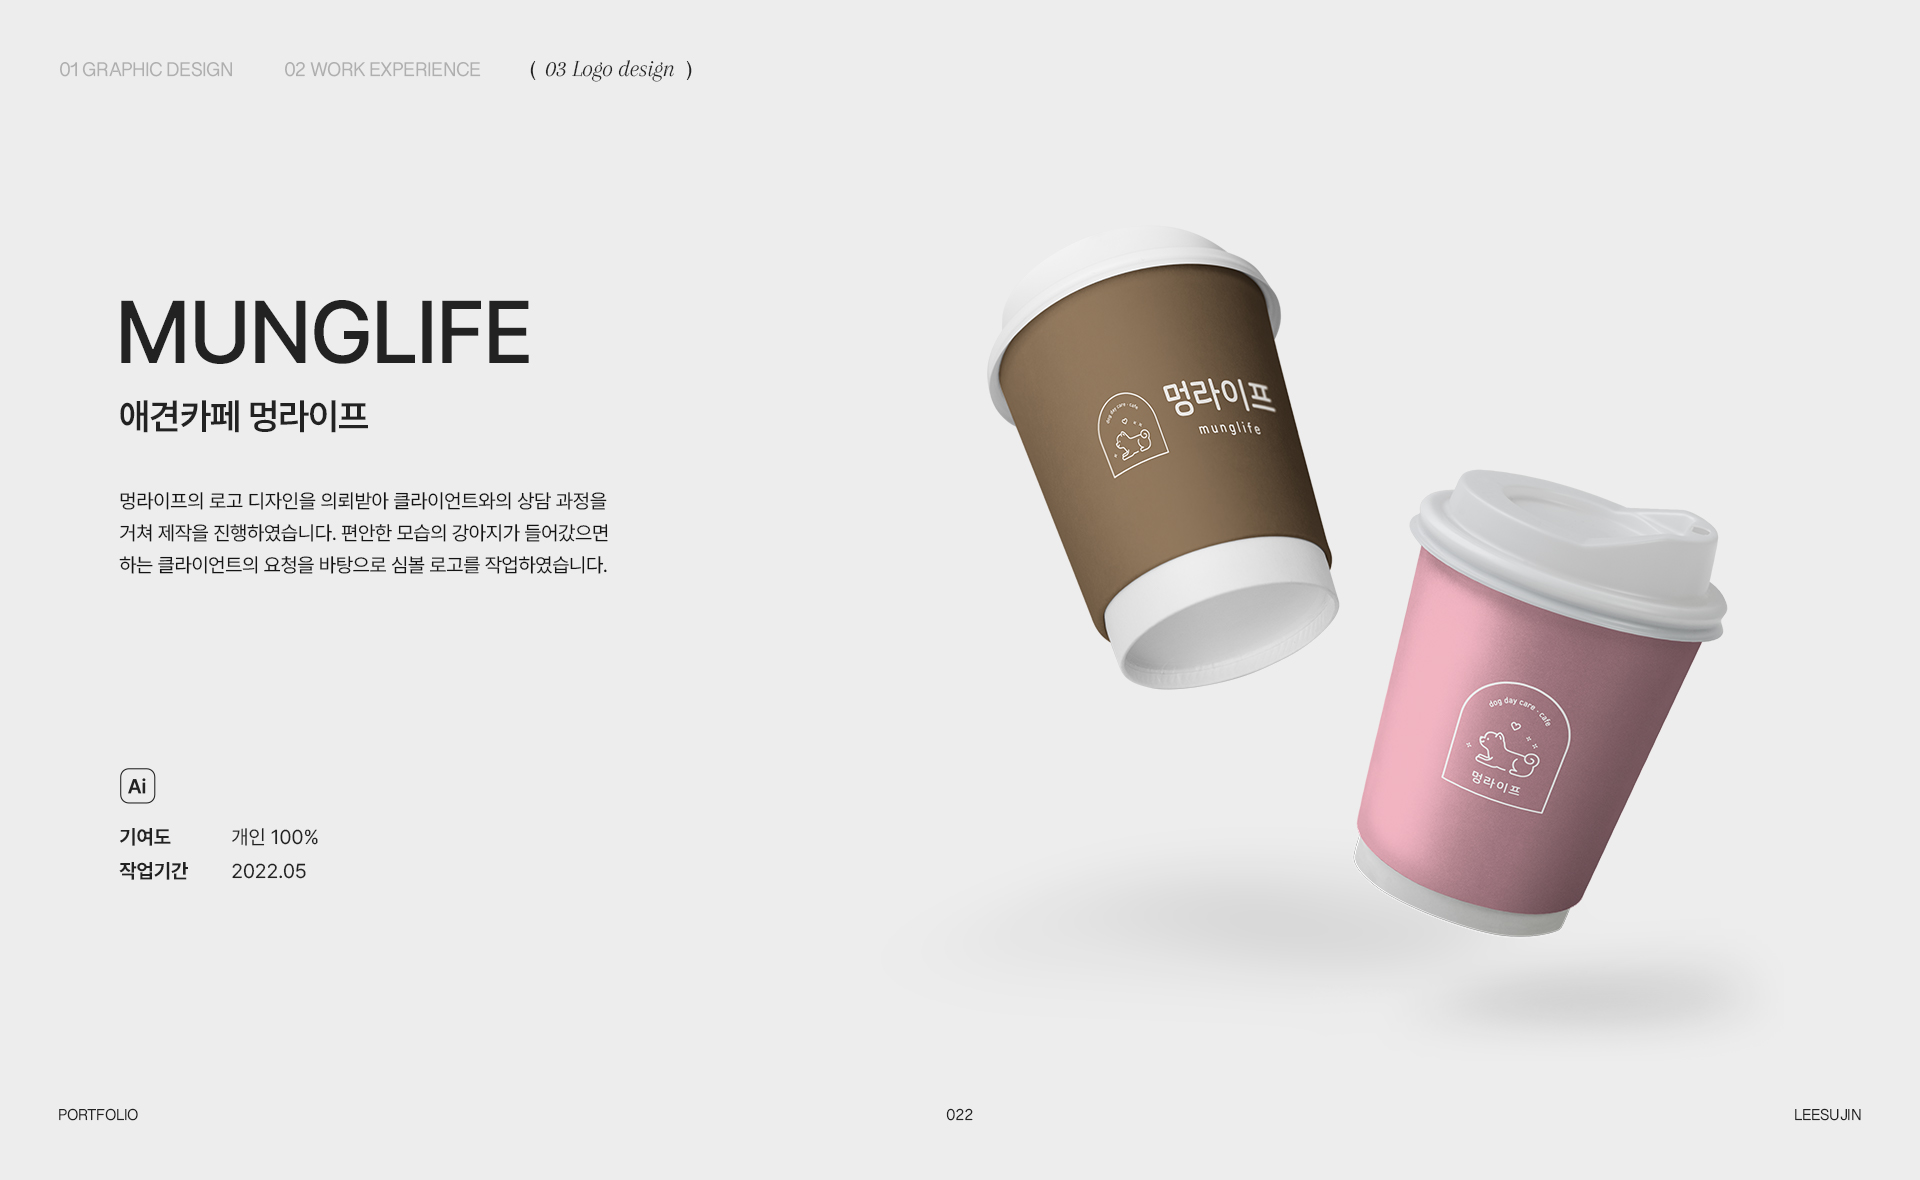 01 GRAPHIC DESIGN
02 WORK EXPERIENCE
( 03 Logo design )
MUNGLIFE
애견카페 멍라이프
멍라이프의 로고 디자인을 의뢰받아 클라이언트와의 상담 과정을
거쳐 제작을 진행하였습니다. 편안한 모습의 강아지가 들어갔으면
하는 클라이언트의 요청을 바탕으로 심볼 로고를 작업하였습니다.
Ai
기여도 개인 100%
작업기간 2022.05
dog day care · cafe
멍라이프
munglife
dog day care · cafe
멍라이프
PORTFOLIO
022
LEESUJIN